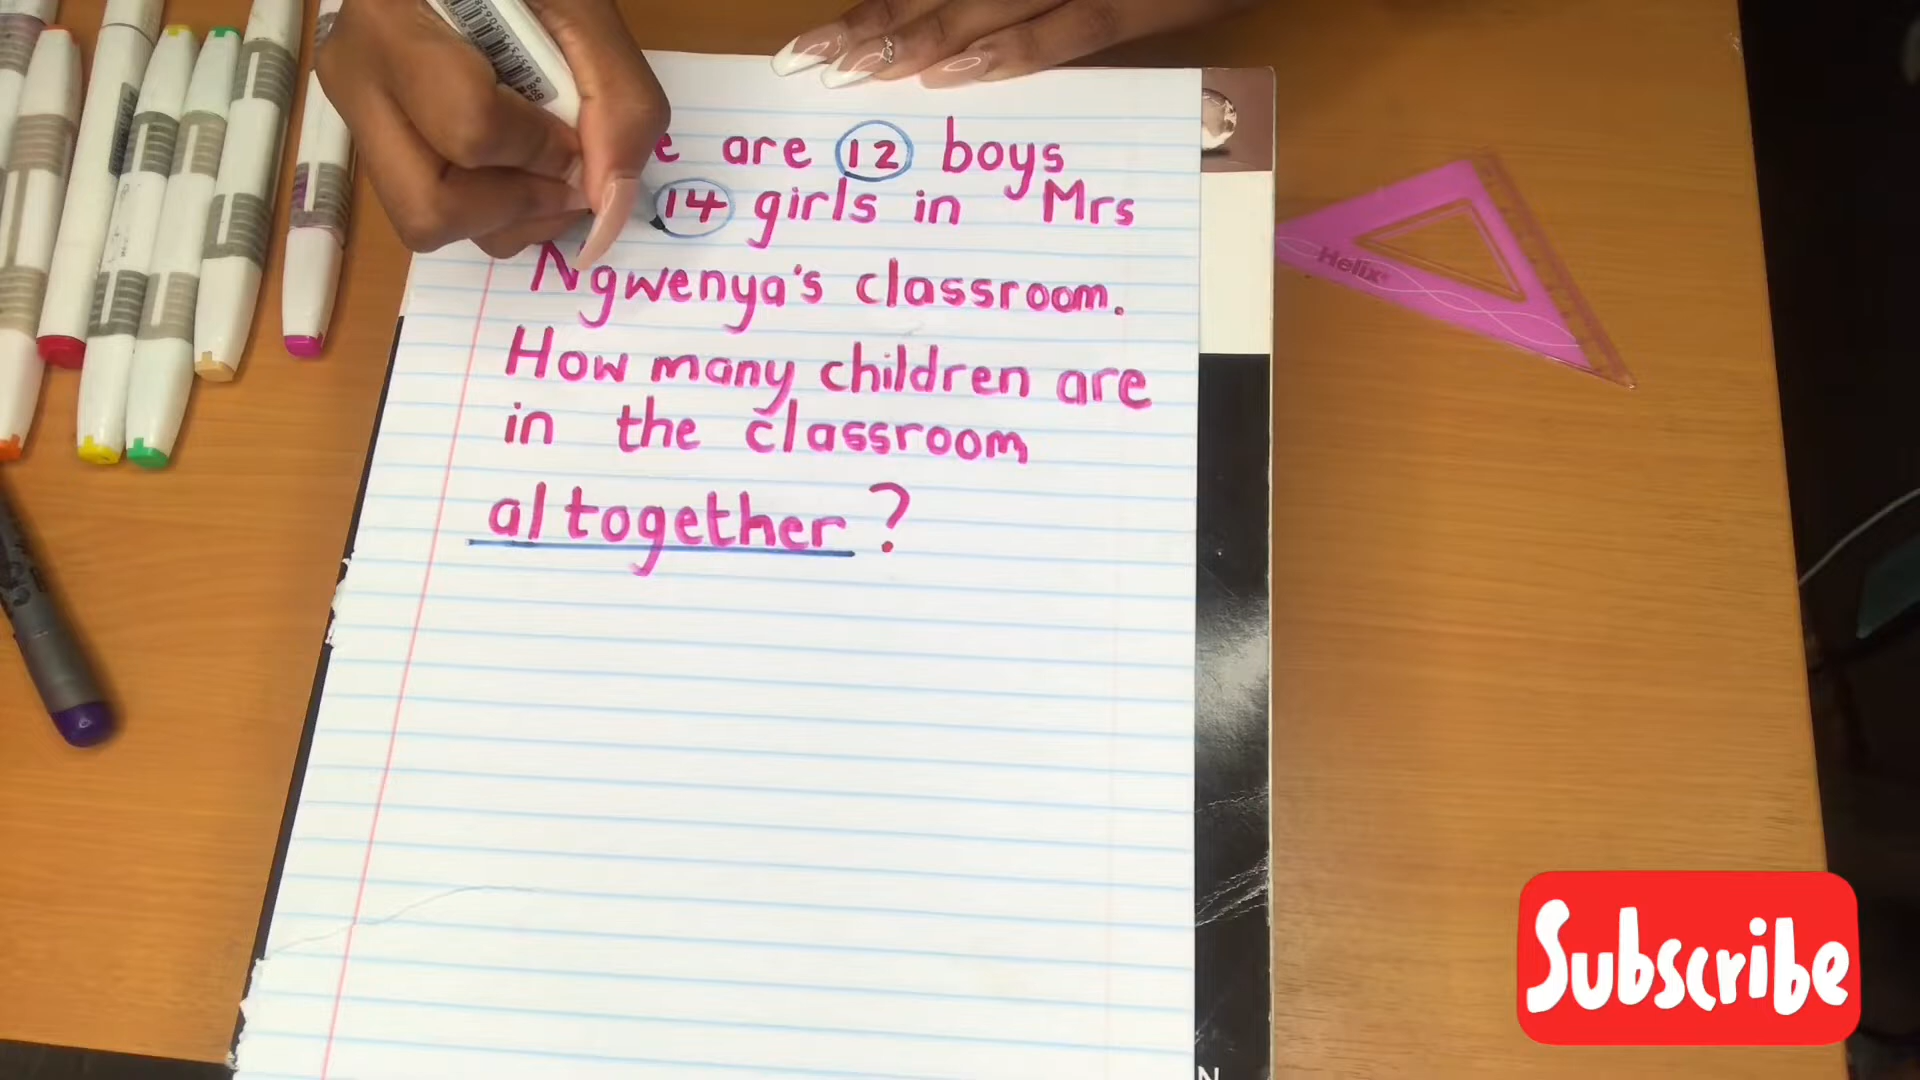 are 12 boys
14 girls in Mrs
Ngwenya's classroom.
How many children are
in the classroom
altogether?
Helix
Subscribe